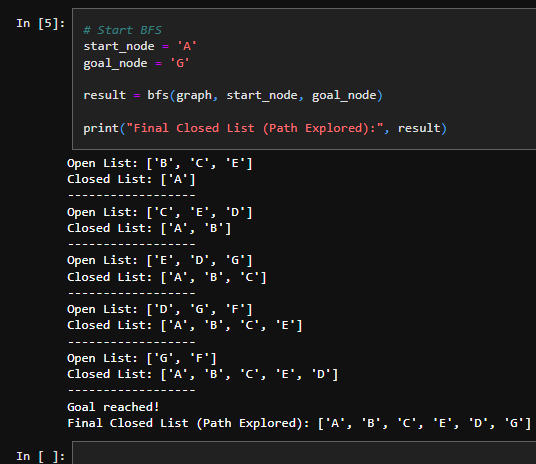 In [5]:
# Start BFS
start_node = 'A'
goal_node = 'G'
result = bfs(graph, start_node, goal_node)
print("Final Closed List (Path Explored):", result)
Open List: ['B', 'C', 'E']
Closed List: ['A']
-------------------
Open List: ['C', 'E', 'D']
Closed List: ['A', 'B']
-------------------
Open List: ['E', 'D', 'G']
Closed List: ['A', 'B', 'C']
-------------------
Open List: ['D', 'G', 'F']
Closed List: ['A', 'B', 'C', 'E']
-------------------
Open List: ['G', 'F']
Closed List: ['A', 'B', 'C', 'E', 'D']
-------------------
Goal reached!
Final Closed List (Path Explored): ['A', 'B', 'C', 'E', 'D', 'G']
In [ ]: